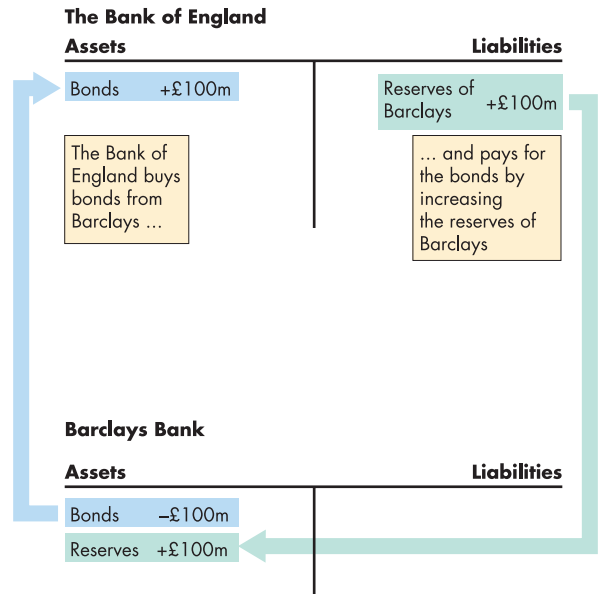 The Bank of England
Assets Liabilities
Bonds +£100m
Reserves of
Barclays +£100m
The Bank of
England buys
bonds from
Barclays ...
... and pays for
the bonds by
increasing
the reserves of
Barclays
Barclays Bank
Assets Liabilities
Bonds –£100m
Reserves +£100m